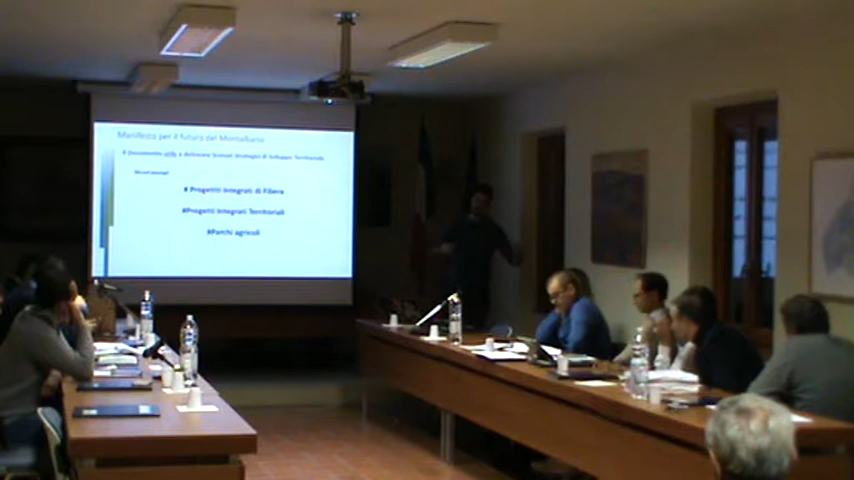 Manifesto per il futuro del Montalbano
Il Documento utile a delineare Scenari Strategici di Sviluppo Territoriale
# Progetti Integrati di Filiera
#Progetti Integrati Territoriali
#Parchi agricoli